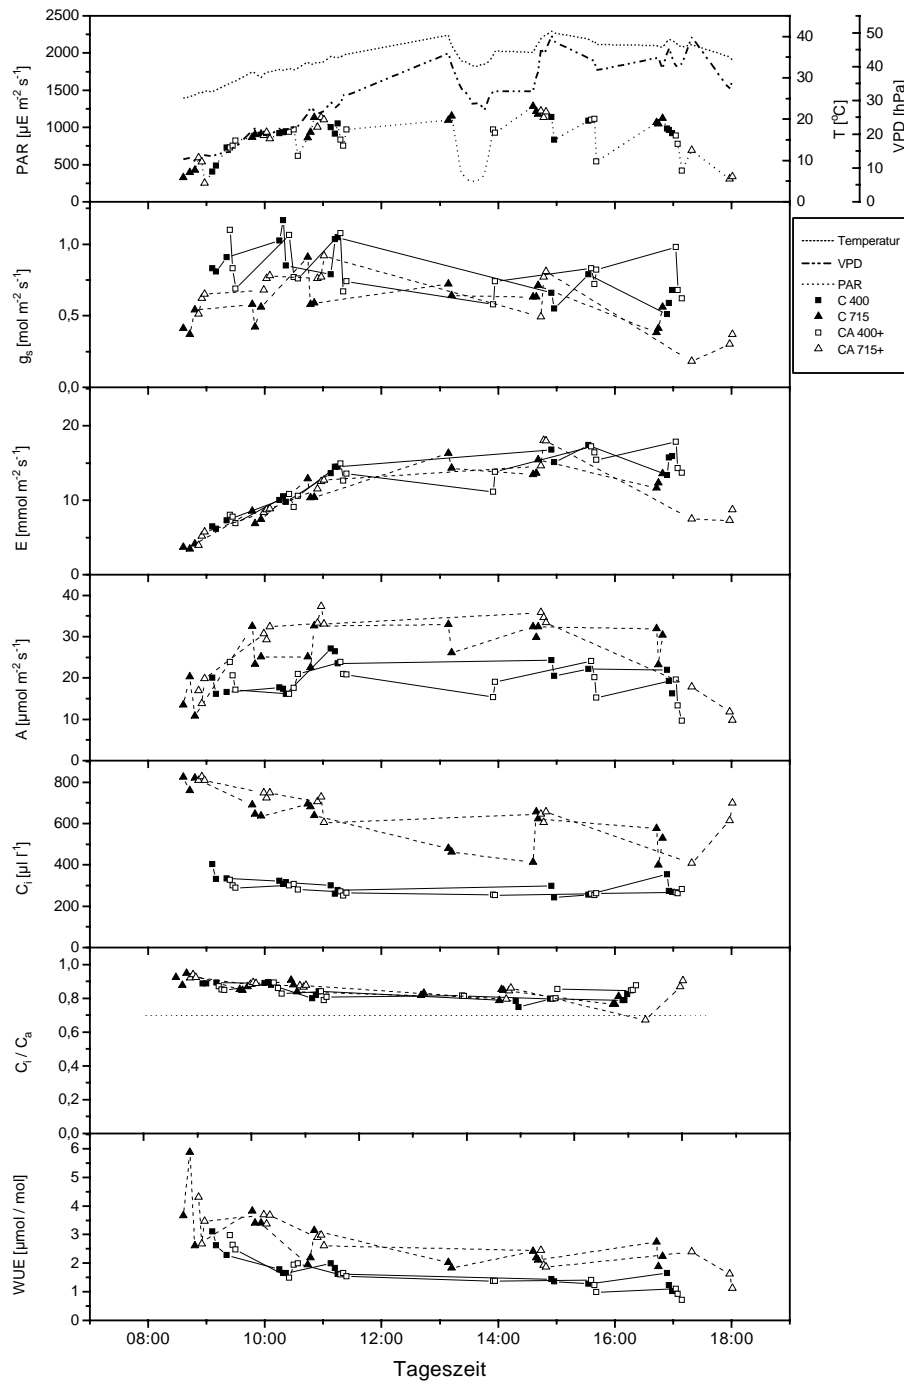 2500
2000
1500
1000
500
0
PAR [µE m⁻² s⁻¹]
40
30
20
10
0
T [°C]
50
40
30
20
10
0
VPD [hPa]
1,0
0,5
0,0
gₛ [mol m⁻² s⁻¹]
Temperatur
VPD
PAR
C 400
C 715
CA 400+
CA 715+
20
10
0
E [mmol m⁻² s⁻¹]
40
30
20
10
0
A [µmol m⁻² s⁻¹]
800
600
400
200
0
Cᵢ [µl l⁻¹]
1,0
0,8
0,6
0,4
0,2
0,0
Cᵢ / Cₐ
6
5
4
3
2
1
0
WUE [µmol / mol]
08:00 10:00 12:00 14:00 16:00 18:00
Tageszeit